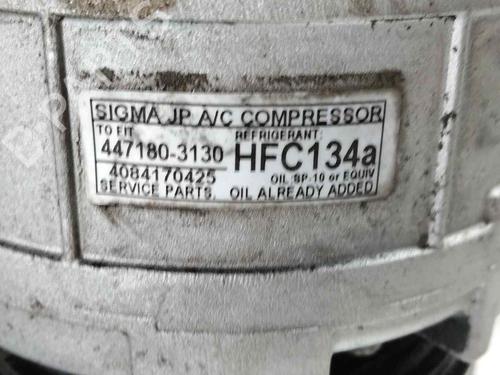 SIGMA JP A/C COMPRESSOR
TO FIT REFRIGERANT:
447180-3130 HFC134a
4084170425 OIL:SP-10 or EQUIV
SERVICE PARTS. OIL ALREADY ADDED.